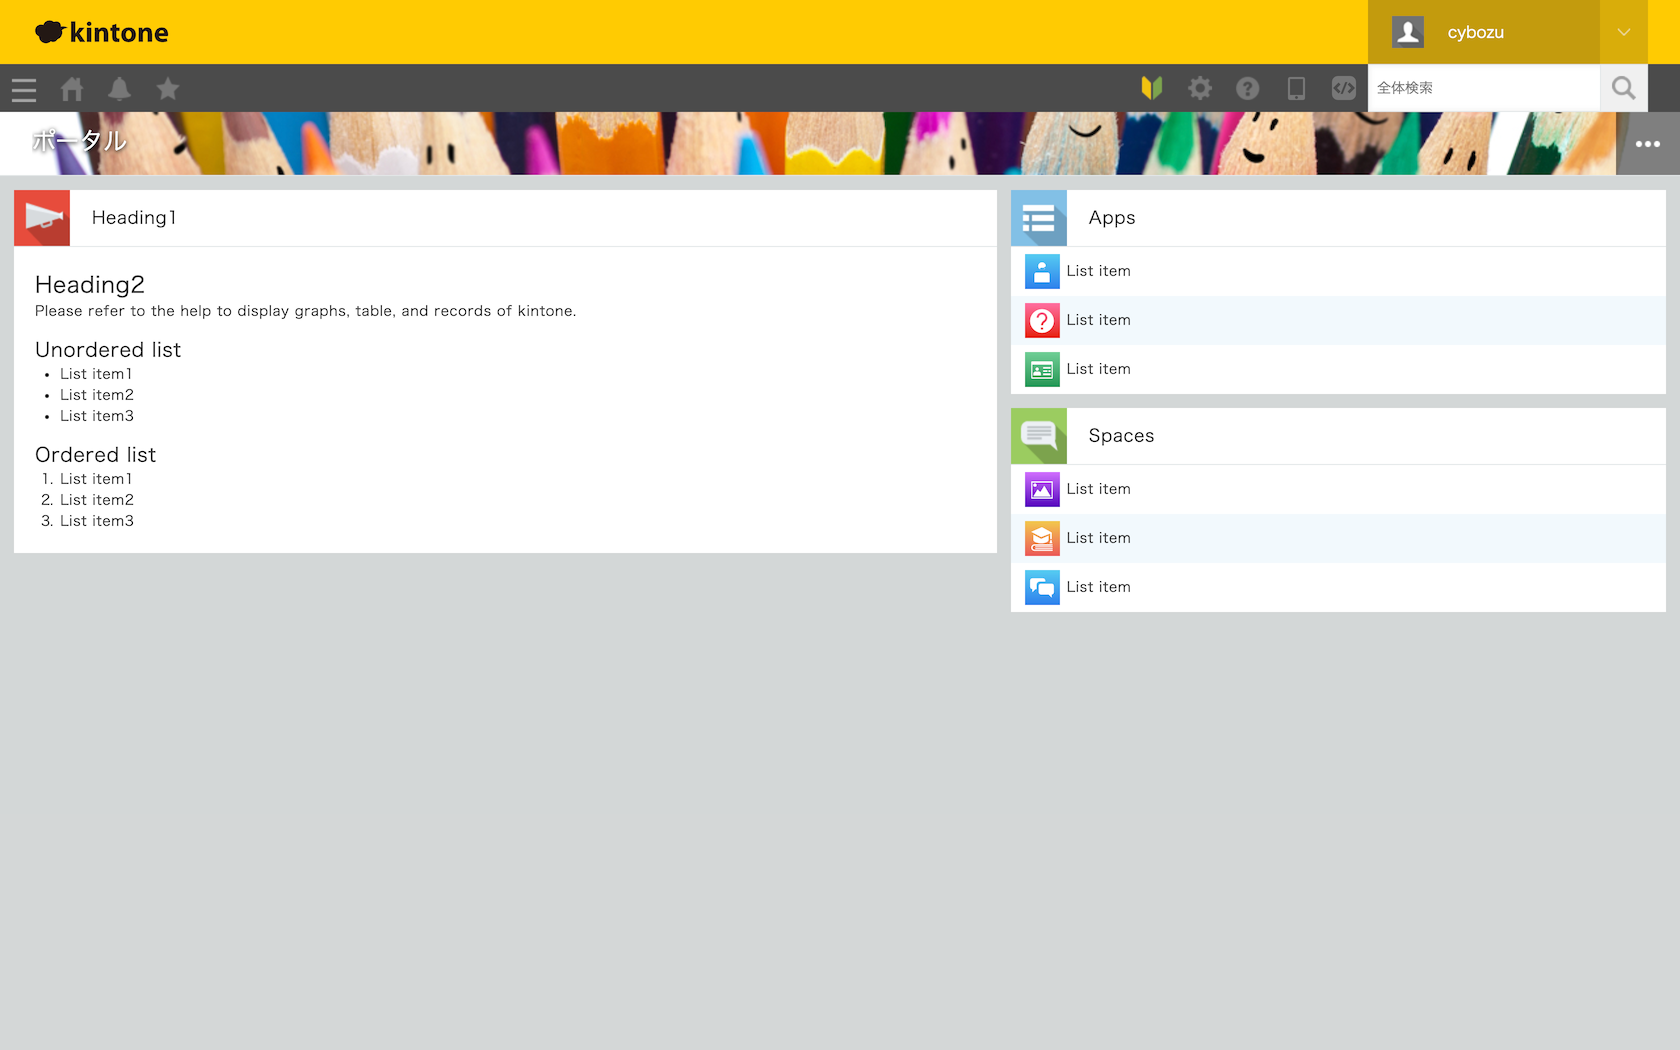 kintone
cybozu
全体検索
ポータル
Heading1
Heading2
Please refer to the help to display graphs, table, and records of kintone.
Unordered list
• List item1
• List item2
• List item3
Ordered list
1. List item1
2. List item2
3. List item3
Apps
List item
List item
List item
Spaces
List item
List item
List item